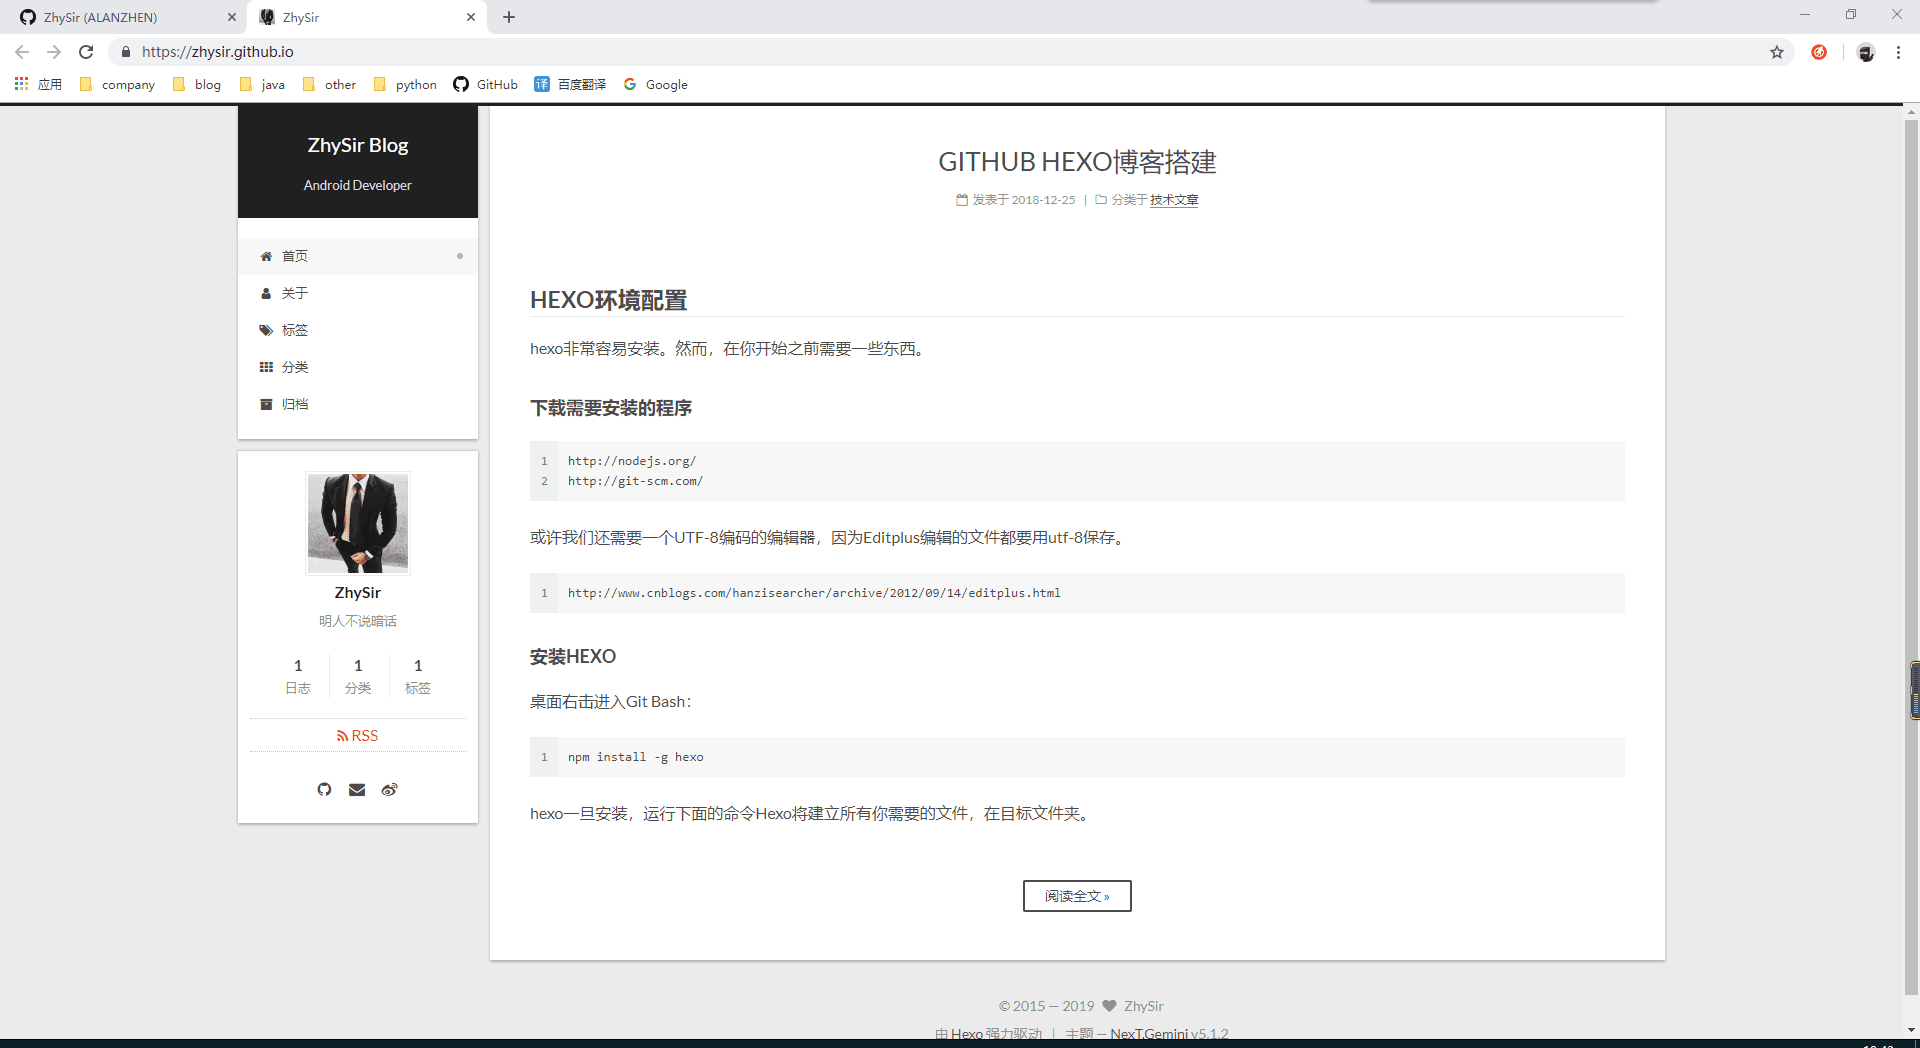 ZhySir (ALANZHEN)
ZhySir
https://zhysir.github.io
应用 company blog java other python GitHub 译 百度翻译 Google
ZhySir Blog
Android Developer
首页
关于
标签
分类
归档
ZhySir
明人不说暗话
1 1 1
日志 分类 标签
RSS
GITHUB HEXO博客搭建
发表于 2018-12-25 | 分类于 技术文章
HEXO环境配置
hexo非常容易安装。然而，在你开始之前需要一些东西。
下载需要安装的程序
1 http://nodejs.org/
2 http://git-scm.com/
或许我们还需要一个UTF-8编码的编辑器，因为Editplus编辑的文件都要用utf-8保存。
1 http://www.cnblogs.com/hanzisearcher/archive/2012/09/14/editplus.html
安装HEXO
桌面右击进入Git Bash：
1 npm install -g hexo
hexo一旦安装，运行下面的命令Hexo将建立所有你需要的文件，在目标文件夹。
阅读全文 »
© 2015 — 2019 ZhySir
由 Hexo 强力驱动 | 主题 — NexT.Gemini v5.1.2